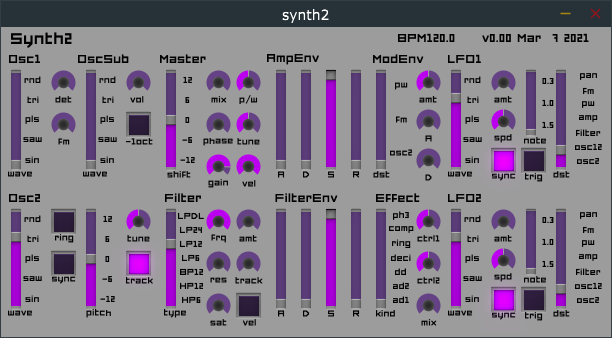 synth2
Synth2 BPM120.0 v0.00 Mar 7 2021
Osc1 OscSub Master AmpEnv ModEnv LFO1
rnd det rnd vol 12 mix p/w pw amt rnd amt 0.3 pan
tri tri 6 Fm tri Fm
pls pls 0 1.0 pw
saw Fm saw -1oct -6 phase tune Fm A saw spd 1.5 amp
sin sin -12 osc2 sin note Filter
gain vel D sync trig osc12
wave wave shift A D S R dst wave dst osc2
Osc2 Filter FilterEnv Effect LFO2
rnd ring 12 tune LPDL Frq amt ph3 ctrl1 rnd amt 0.3 pan
tri 6 LP24 comp tri Fm
pls 0 LP12 ring pls 1.0 pw
saw sync -6 track LP6 res track deci ctrl2 saw spd 1.5 amp
sin -12 BP12 dd sin note Filter
HP12 ad2 osc12
HP6 sat vel ad1 mix sync trig osc2
wave pitch type A D S R kind wave dst